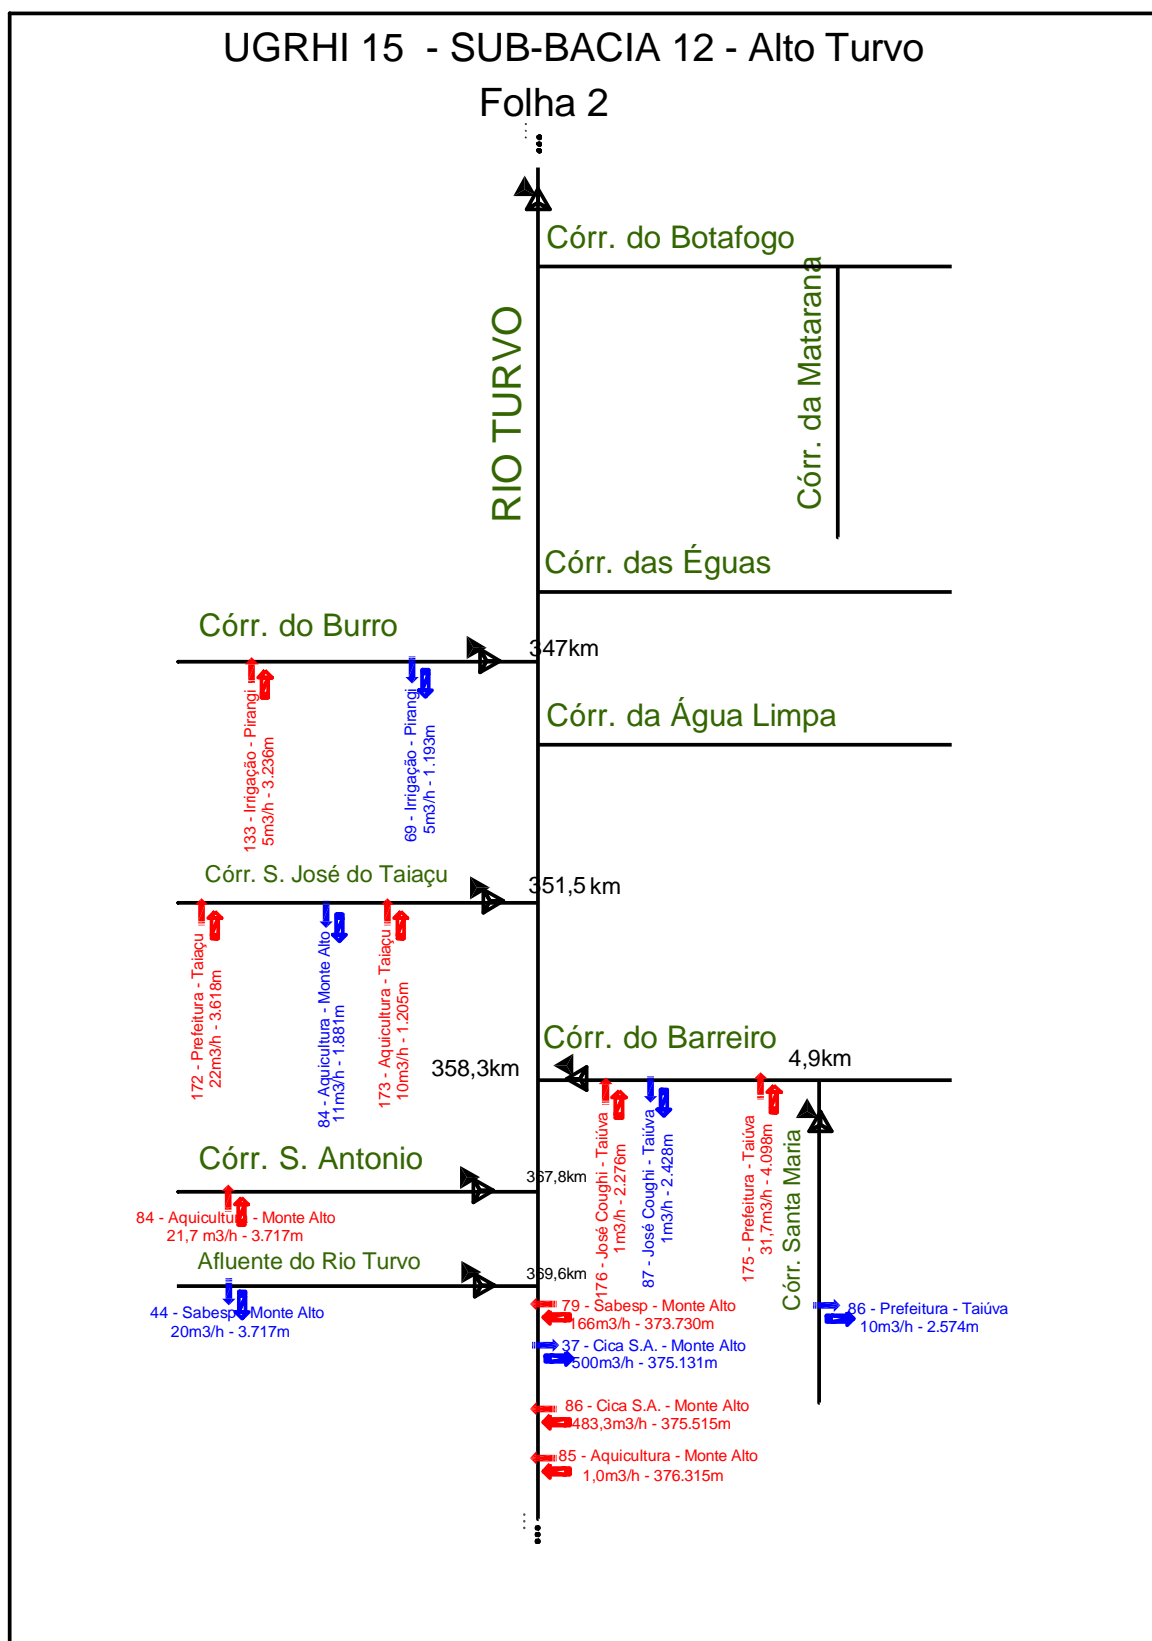 UGRHI 15 - SUB-BACIA 12 - Alto Turvo
Folha 2
Córr. do Botafogo
Córr. da Matarana
RIO TURVO
Córr. das Éguas
Córr. do Burro
347km
133 - Irrigação - Pirangi
5m3/h - 3.236m
69 - Irrigação - Pirangi
5m3/h - 1.193m
Córr. da Água Limpa
Córr. S. José do Taiaçu
351,5 km
172 - Prefeitura - Taiaçu
22m3/h - 3.618m
84 - Aquicultura - Monte Alto
11m3/h - 1.881m
173 - Aquicultura - Taiaçu
10m3/h - 1.205m
Córr. do Barreiro
358,3km
4,9km
176 - José Coughi - Taiúva
1m3/h - 2.276m
87 - José Coughi - Taiúva
1m3/h - 2.428m
175 - Prefeitura - Taiúva
31,7m3/h - 4.098m
Córr. Santa Maria
Córr. S. Antonio
367,8km
84 - Aquicultura - Monte Alto
21,7 m3/h - 3.717m
Afluente do Rio Turvo
369,6km
44 - Sabesp - Monte Alto
20m3/h - 3.717m
79 - Sabesp - Monte Alto
166m3/h - 373.730m
86 - Prefeitura - Taiúva
10m3/h - 2.574m
37 - Cica S.A. - Monte Alto
500m3/h - 375.131m
86 - Cica S.A. - Monte Alto
483,3m3/h - 375.515m
85 - Aquicultura - Monte Alto
1,0m3/h - 376.315m